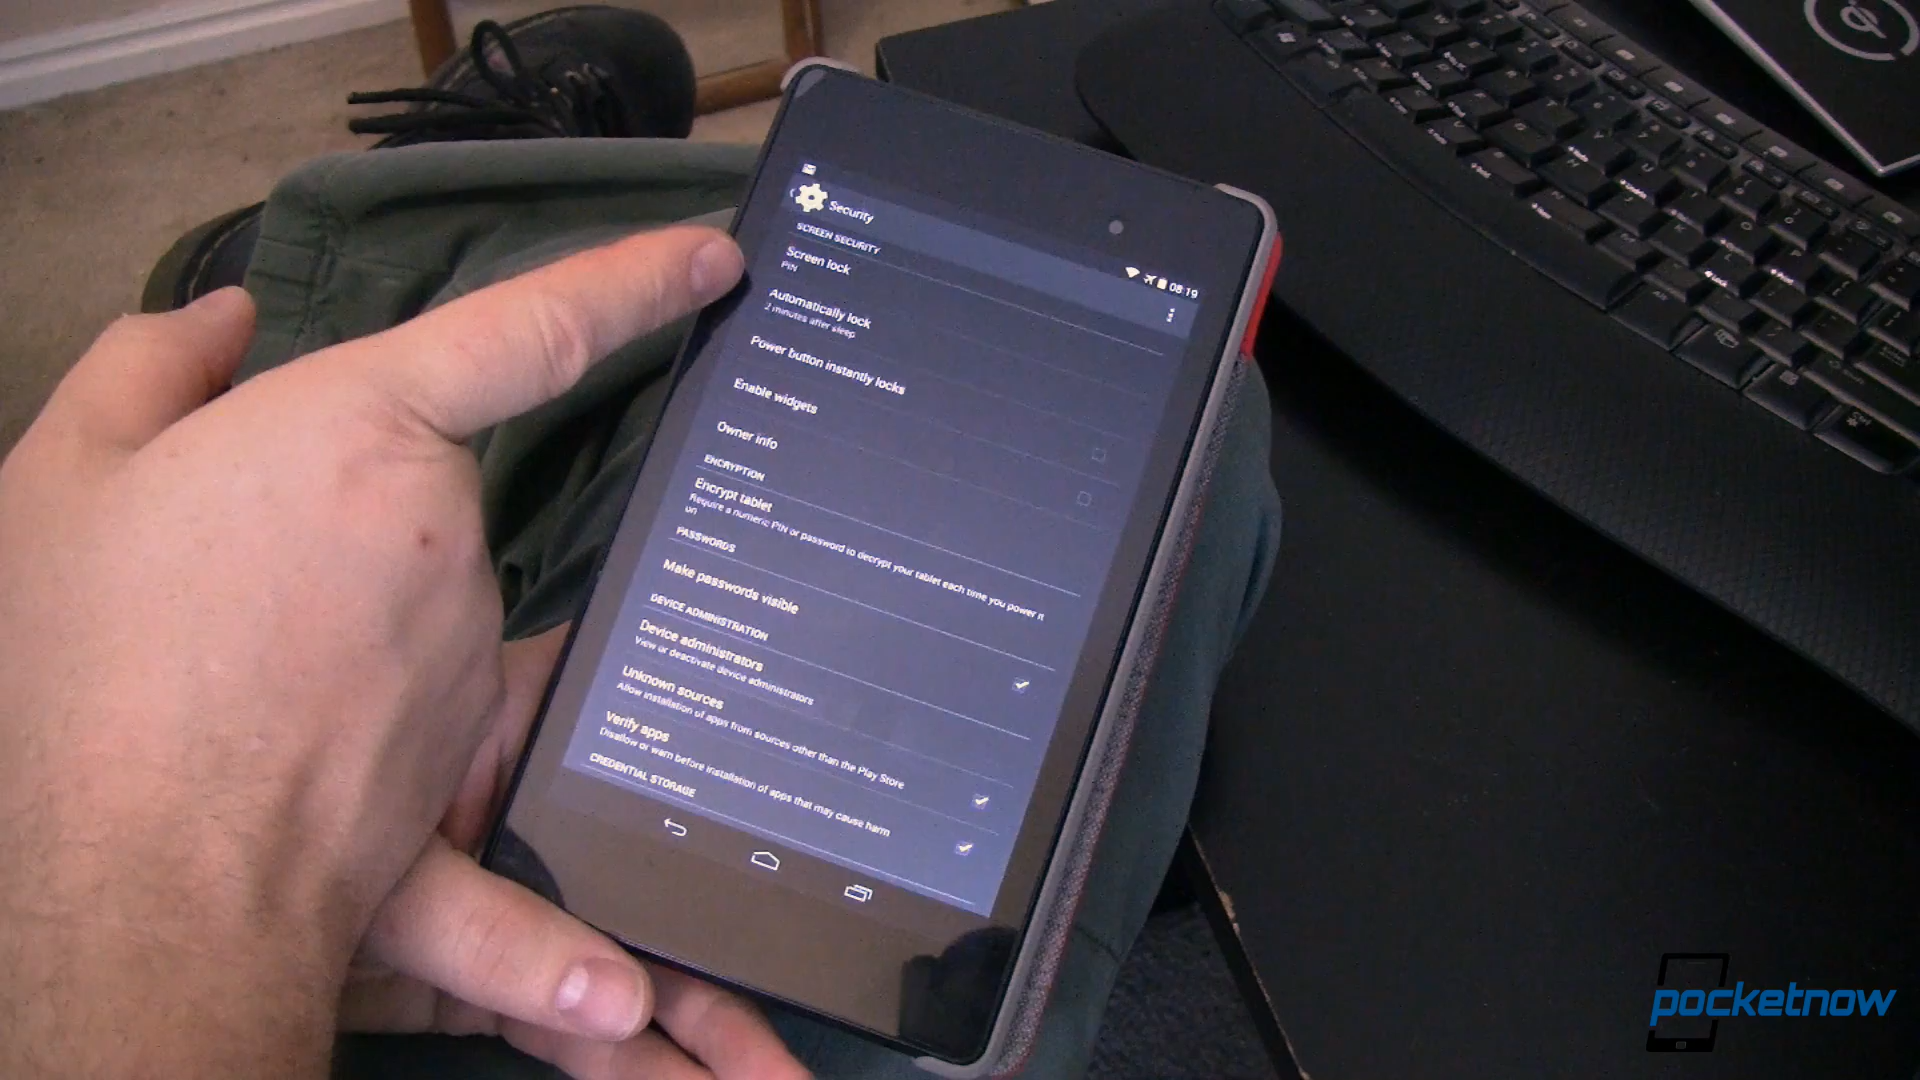 08:19
Security
SCREEN SECURITY
Screen lock
PIN
Automatically lock
2 minutes after sleep
Power button instantly locks
Enable widgets
Owner info
ENCRYPTION
Encrypt tablet
Require a numeric PIN or password to decrypt your tablet each time you power it
on
PASSWORDS
Make passwords visible
DEVICE ADMINISTRATION
Device administrators
View or deactivate device administrators
Unknown sources
Allow installation of apps from sources other than the Play Store
Verify apps
Disallow or warn before installation of apps that may cause harm
CREDENTIAL STORAGE
pocketnow